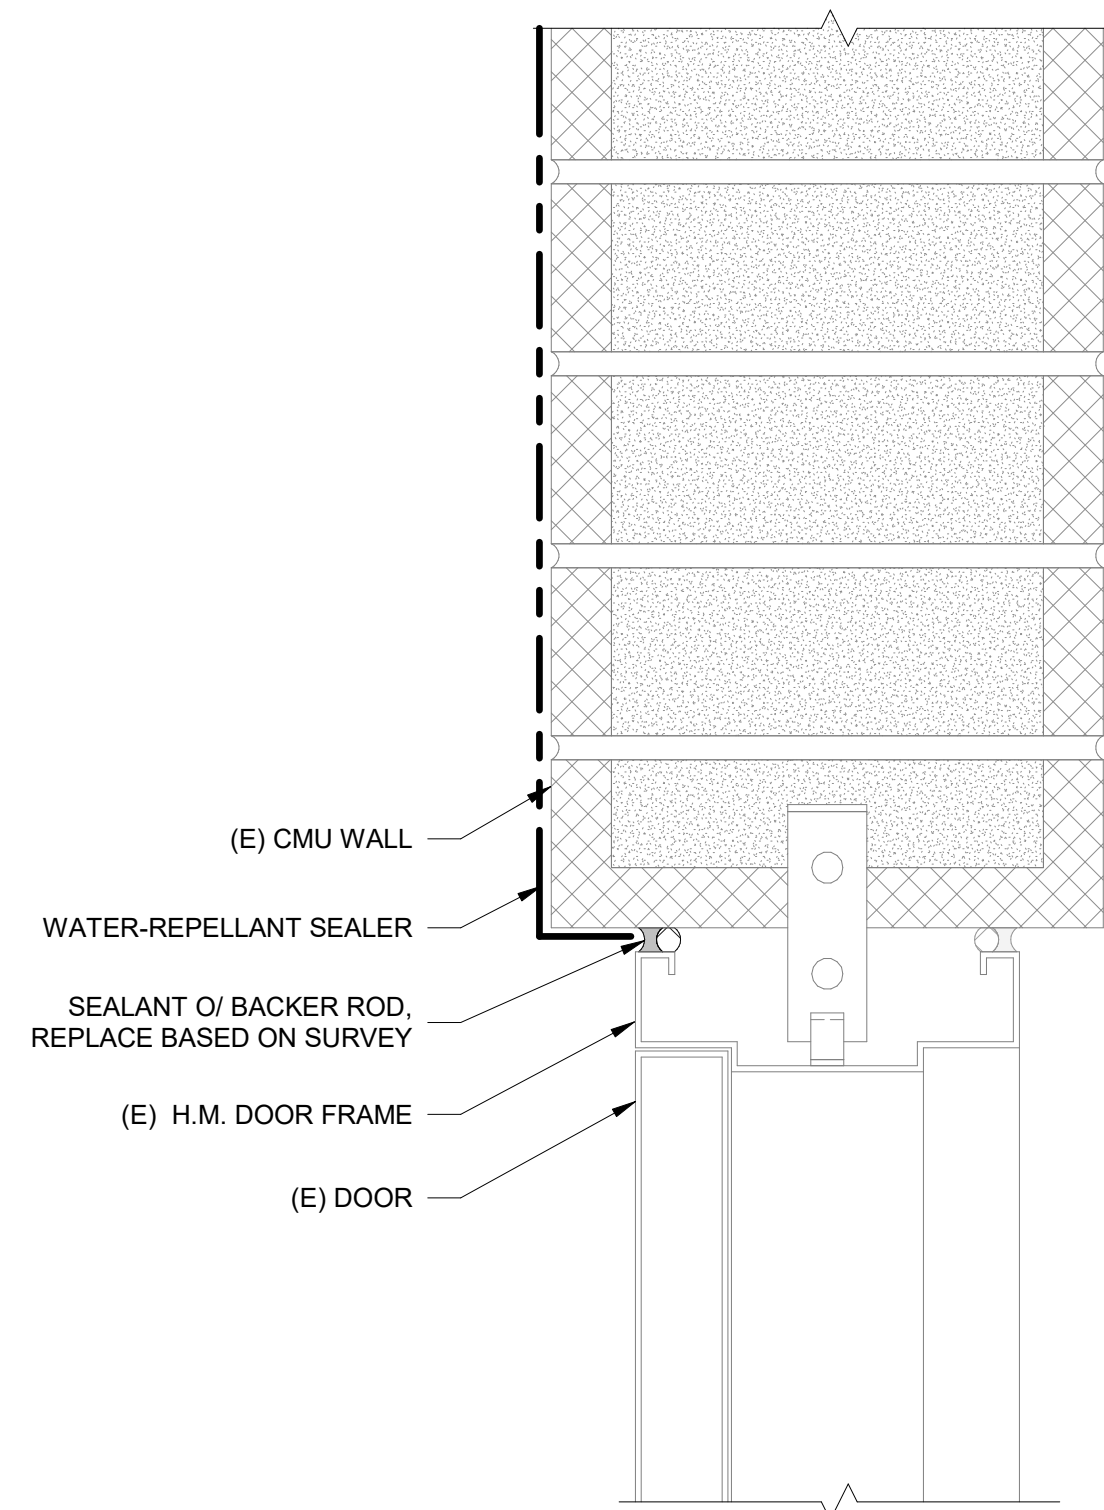 (E) CMU WALL
WATER-REPELLANT SEALER
SEALANT O/ BACKER ROD,
REPLACE BASED ON SURVEY
(E) H.M. DOOR FRAME
(E) DOOR